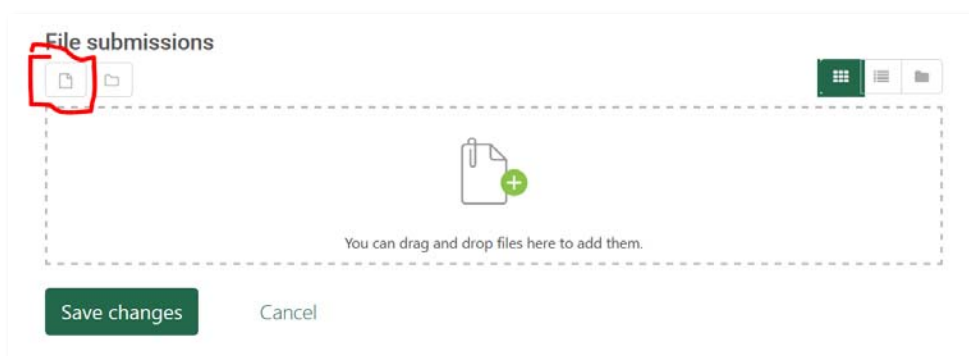 File submissions
You can drag and drop files here to add them.
Save changes
Cancel